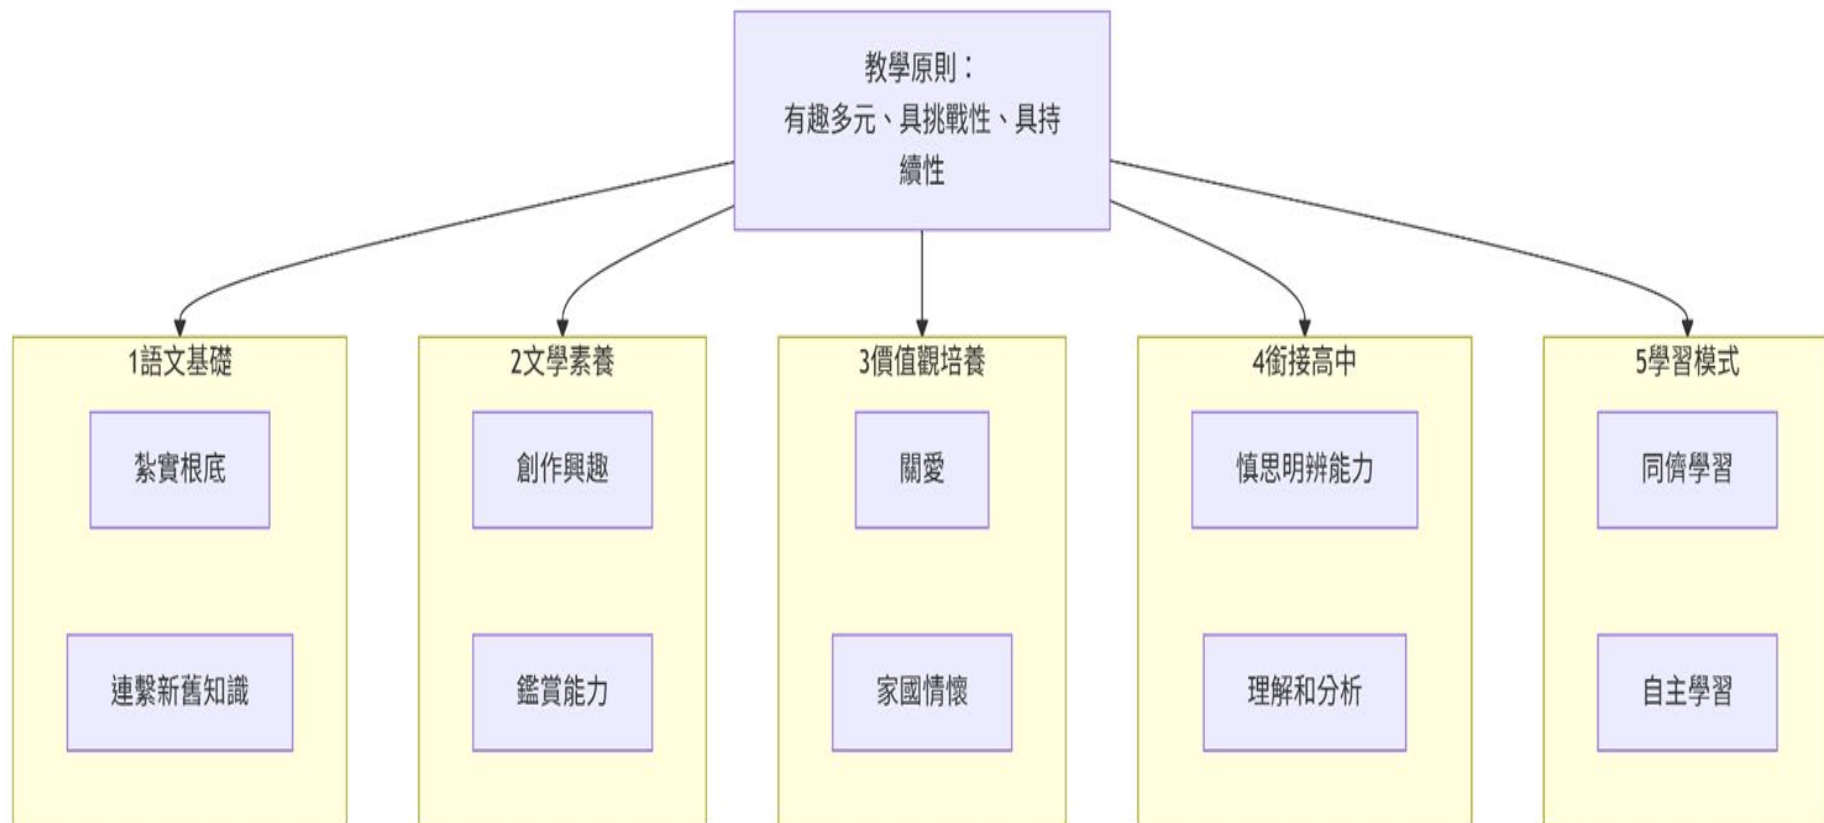 教學原則：
有趣多元、具挑戰性、具持
續性
1語文基礎
紮實根底
連繫新舊知識
2文學素養
創作興趣
鑑賞能力
3價值觀培養
關愛
家國情懷
4銜接高中
慎思明辨能力
理解和分析
5學習模式
同儕學習
自主學習